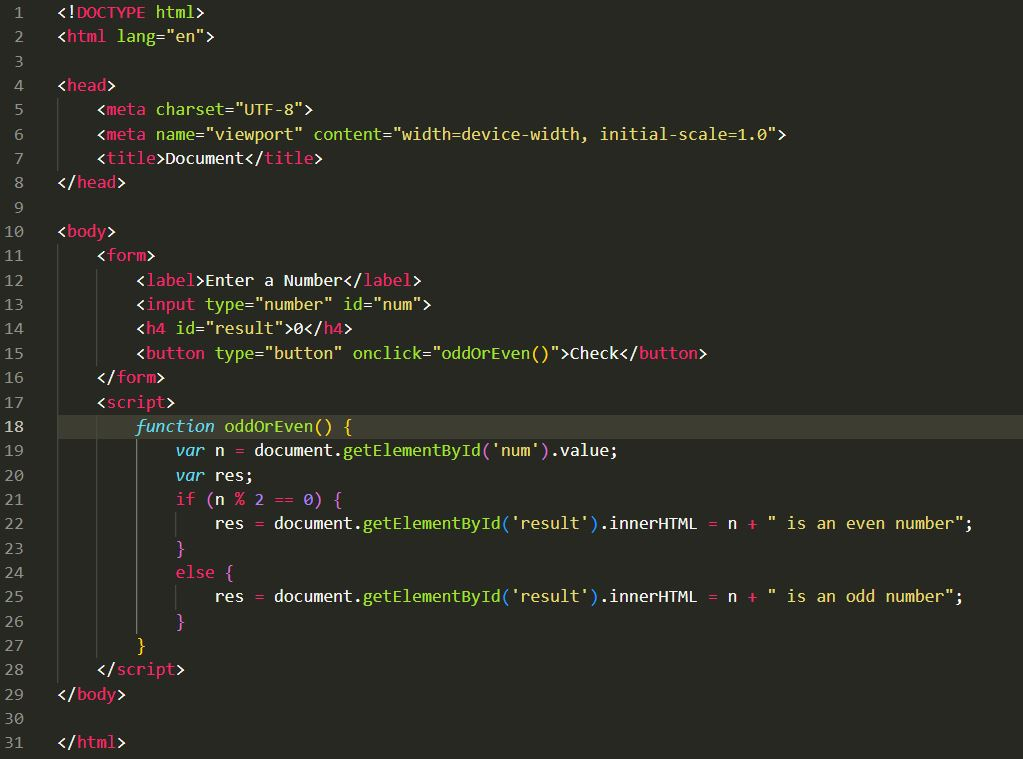 1 <!DOCTYPE html>
2 <html lang="en">
3
4 <head>
5     <meta charset="UTF-8">
6     <meta name="viewport" content="width=device-width, initial-scale=1.0">
7     <title>Document</title>
8 </head>
9
10 <body>
11     <form>
12         <label>Enter a Number</label>
13         <input type="number" id="num">
14         <h4 id="result">0</h4>
15         <button type="button" onclick="oddOrEven()">Check</button>
16     </form>
17     <script>
18         function oddOrEven() {
19             var n = document.getElementById('num').value;
20             var res;
21             if (n % 2 == 0) {
22                 res = document.getElementById('result').innerHTML = n + " is an even number";
23             }
24             else {
25                 res = document.getElementById('result').innerHTML = n + " is an odd number";
26             }
27         }
28     </script>
29 </body>
30
31 </html>